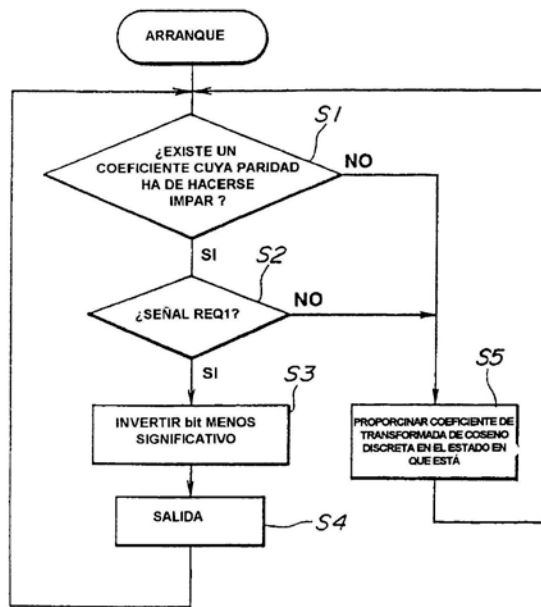 ARRANQUE
S1
¿EXISTE UN
COEFICIENTE CUYA PARIDAD
HA DE HACERSE
IMPAR ?
NO
SI
S2
¿SEÑAL REQ1?
NO
SI
S3
INVERTIR bit MENOS
SIGNIFICATIVO
S5
PROPORCINAR COEFICIENTE DE
TRANSFORMADA DE COSENO
DISCRETA EN EL ESTADO EN
QUE ESTÁ
SALIDA
S4